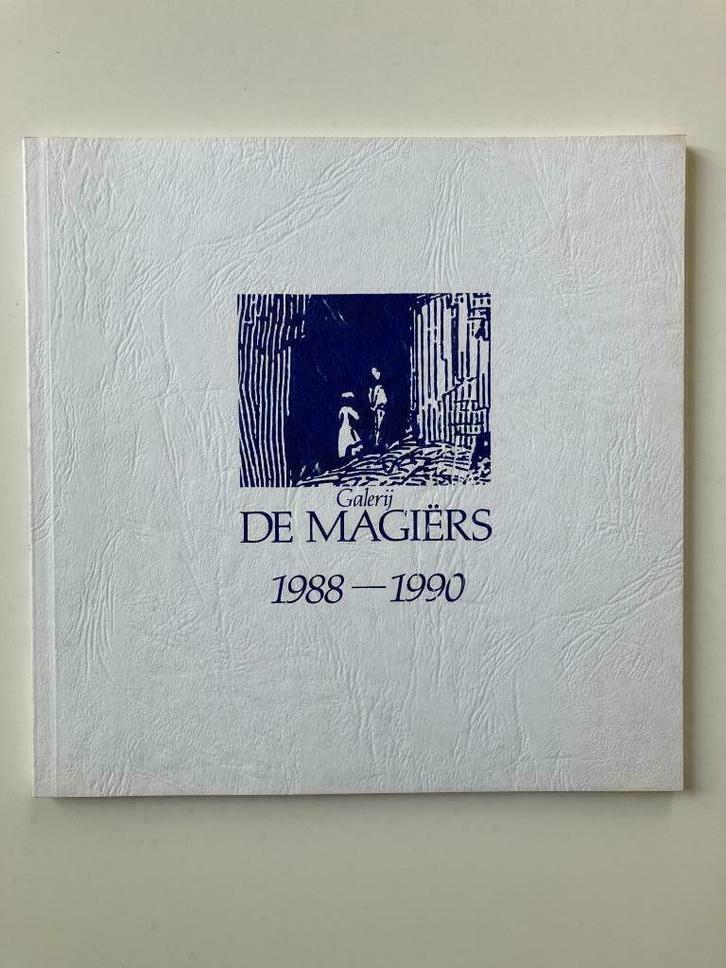 Galerij
DE MAGIËRS
1988 — 1990